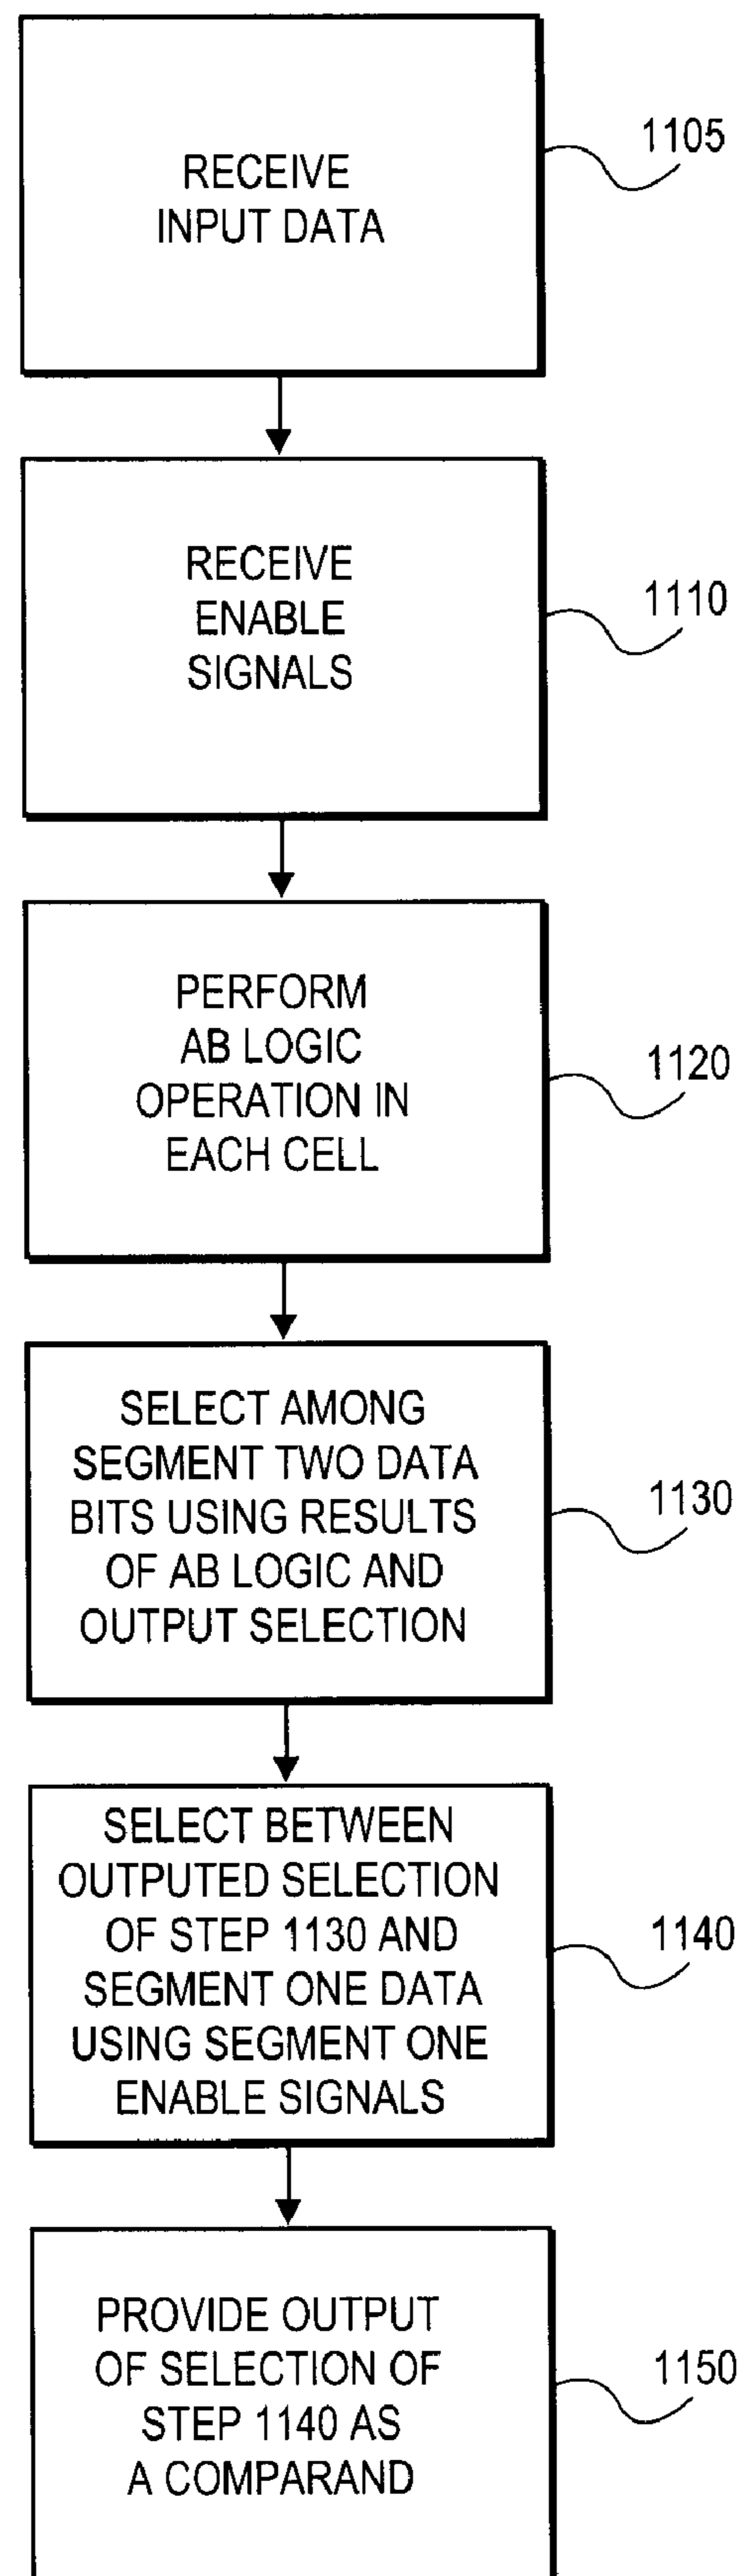 RECEIVE
INPUT DATA
1105
RECEIVE
ENABLE
SIGNALS
1110
PERFORM
AB LOGIC
OPERATION IN
EACH CELL
1120
SELECT AMONG
SEGMENT TWO DATA
BITS USING RESULTS
OF AB LOGIC AND
OUTPUT SELECTION
1130
SELECT BETWEEN
OUTPUTED SELECTION
OF STEP 1130 AND
SEGMENT ONE DATA
USING SEGMENT ONE
ENABLE SIGNALS
1140
PROVIDE OUTPUT
OF SELECTION OF
STEP 1140 AS
A COMPARAND
1150